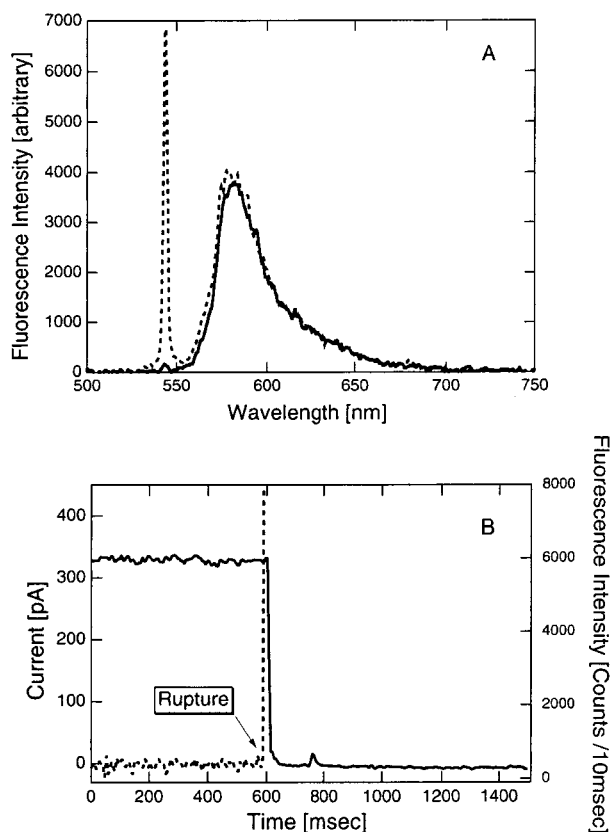 7000
6000
5000
4000
3000
2000
1000
0
Fluorescence Intensity [arbitrary]
A
500 550 600 650 700 750
Wavelength [nm]
400
300
200
100
0
Current [pA]
B
Rupture
8000
6000
4000
2000
0
Fluorescence Intensity [Counts /10msec]
0 200 400 600 800 1000 1200 1400
Time [msec]